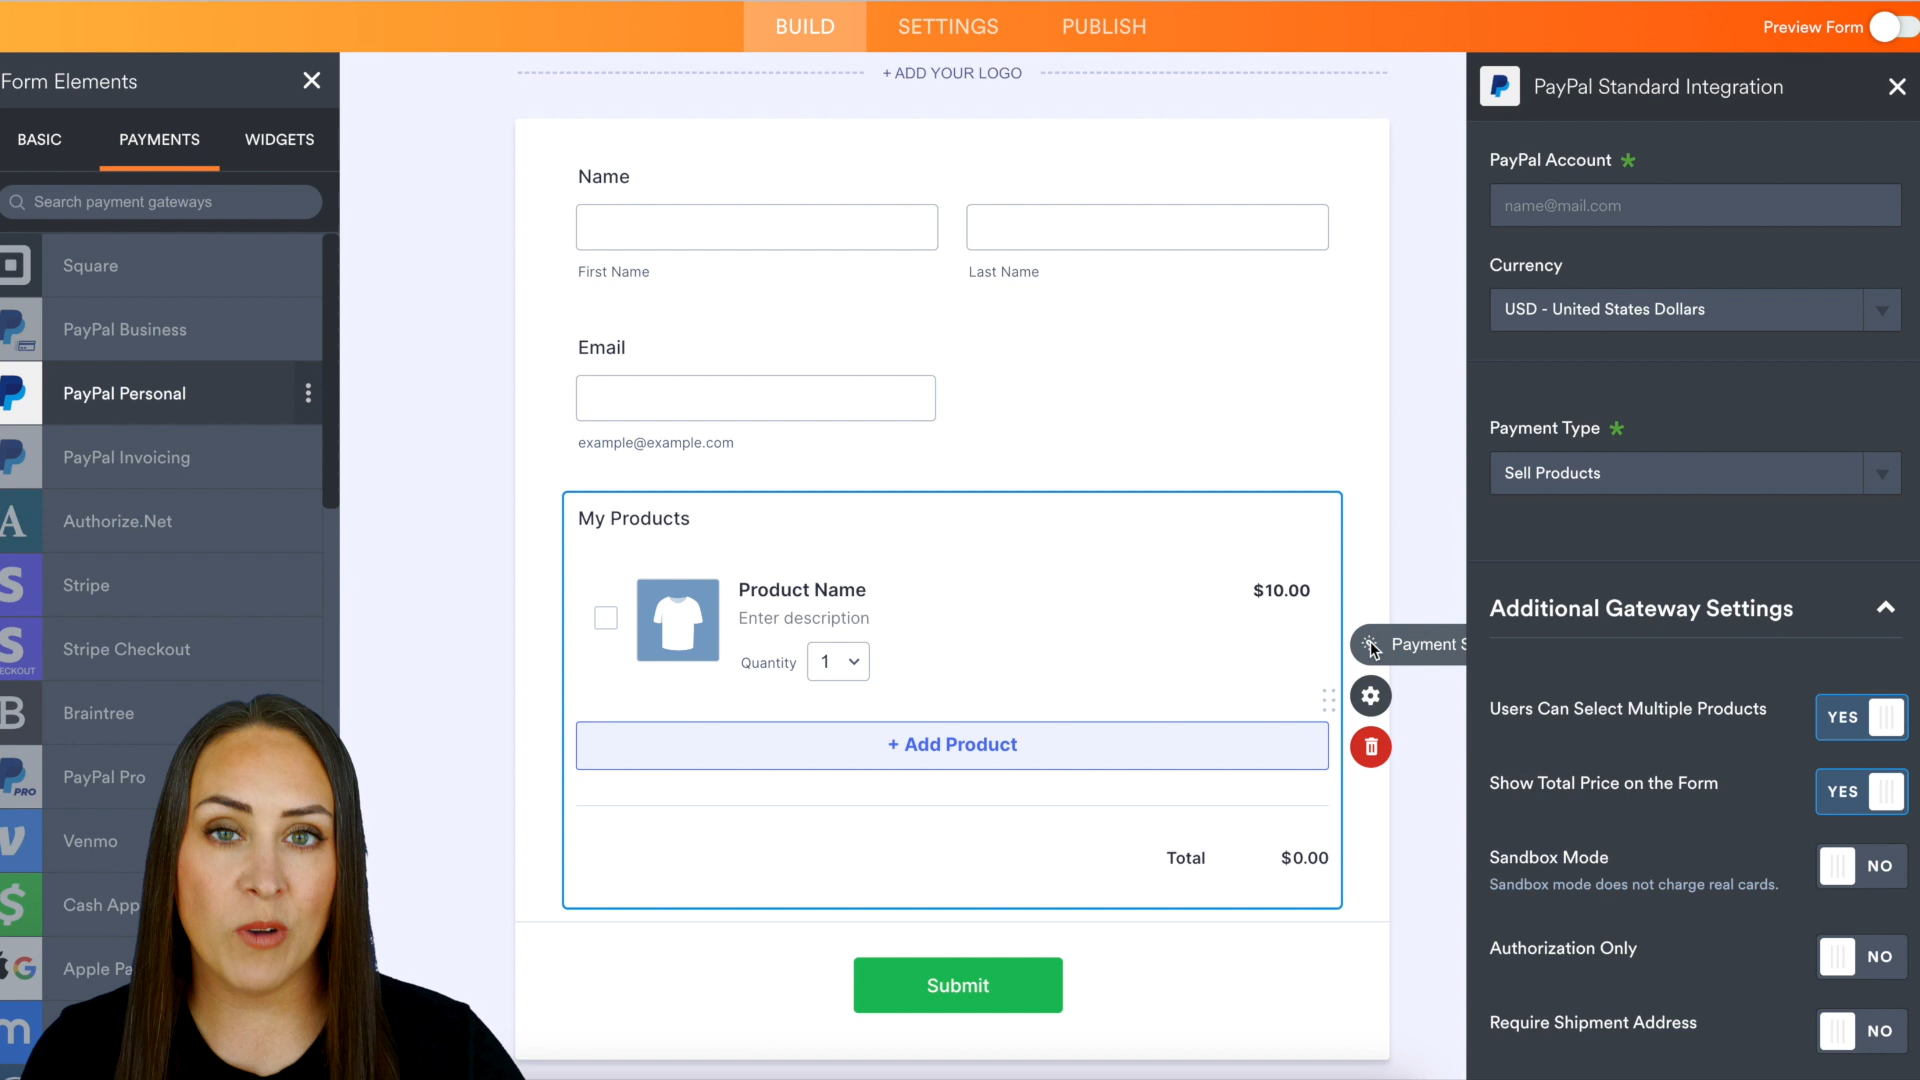 BUILD
SETTINGS
PUBLISH
Preview Form
Form Elements
BASIC
PAYMENTS
WIDGETS
Search payment gateways
Square
PayPal Business
PayPal Personal
PayPal Invoicing
Authorize.Net
Stripe
Stripe Checkout
ECKOUT
Braintree
PayPal Pro
PRO
Venmo
Cash App
Apple Pa
+ ADD YOUR LOGO
Name
First Name
Last Name
Email
example@example.com
My Products
Product Name
$10.00
Enter description
Quantity
1
+ Add Product
Total
$0.00
Submit
Payment S
PayPal Standard Integration
PayPal Account *
name@mail.com
Currency
USD - United States Dollars
Payment Type *
Sell Products
Additional Gateway Settings
Users Can Select Multiple Products
YES
Show Total Price on the Form
YES
Sandbox Mode
Sandbox mode does not charge real cards.
NO
Authorization Only
NO
Require Shipment Address
NO